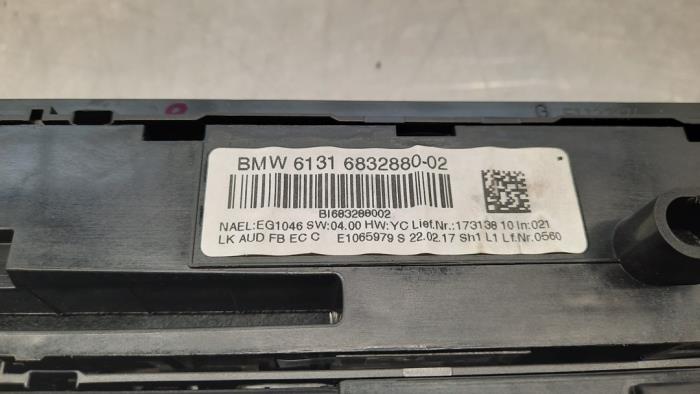 BMW 6131 6832880-02
BI683288002
NAEL:EG1046 SW:04.00 HW:YC Lief.Nr.:173138 10 In:021
LK AUD FB EC C E1065979 S 22.02.17 Sh1 L1 Lf.Nr.0560